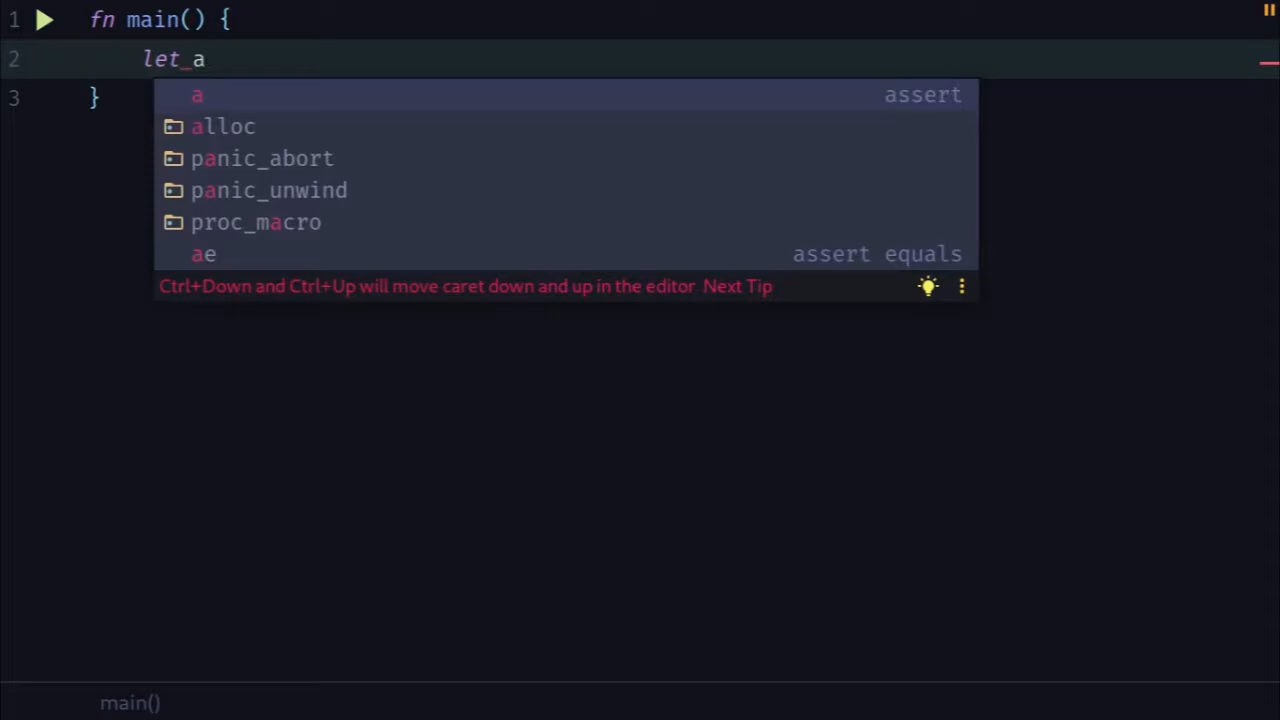 1 fn main() {
2 let a
a assert
3 }
alloc
panic_abort
panic_unwind
proc_macro
ae assert equals
Ctrl+Down and Ctrl+Up will move caret down and up in the editor Next Tip
main()